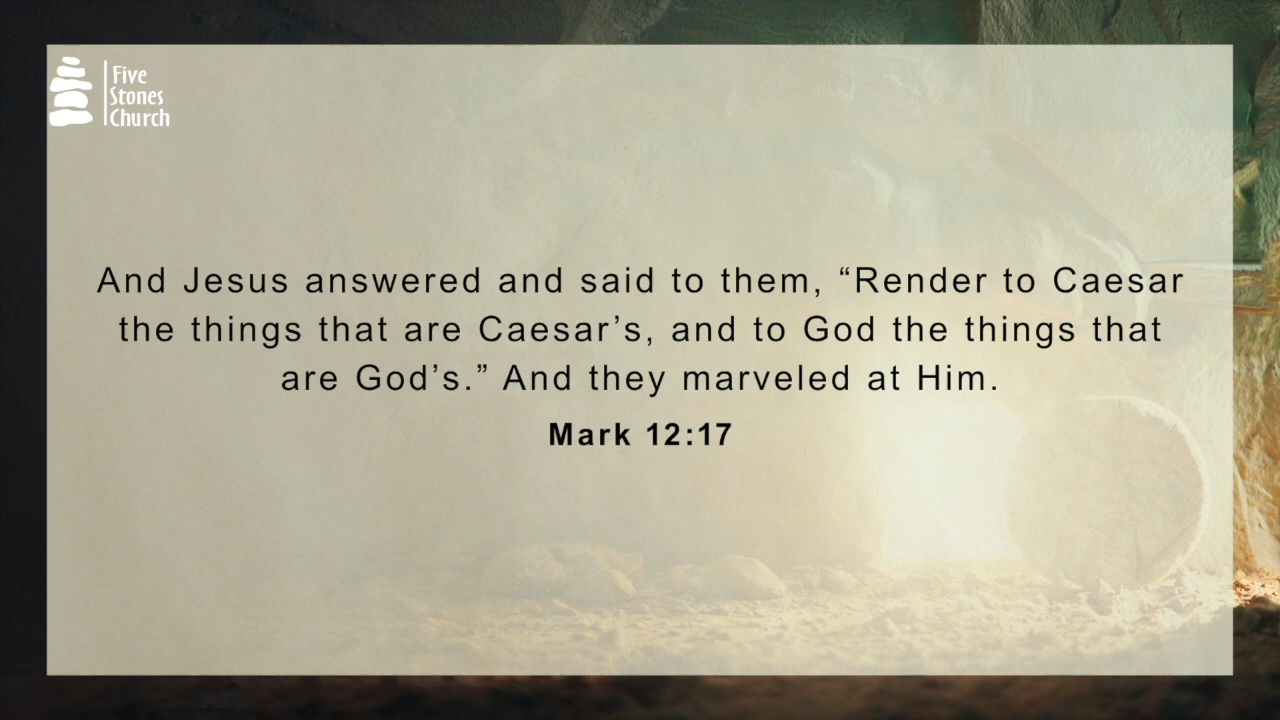 Five
Stones
Church
And Jesus answered and said to them, “Render to Caesar
the things that are Caesar’s, and to God the things that
are God’s.” And they marveled at Him.
Mark 12:17